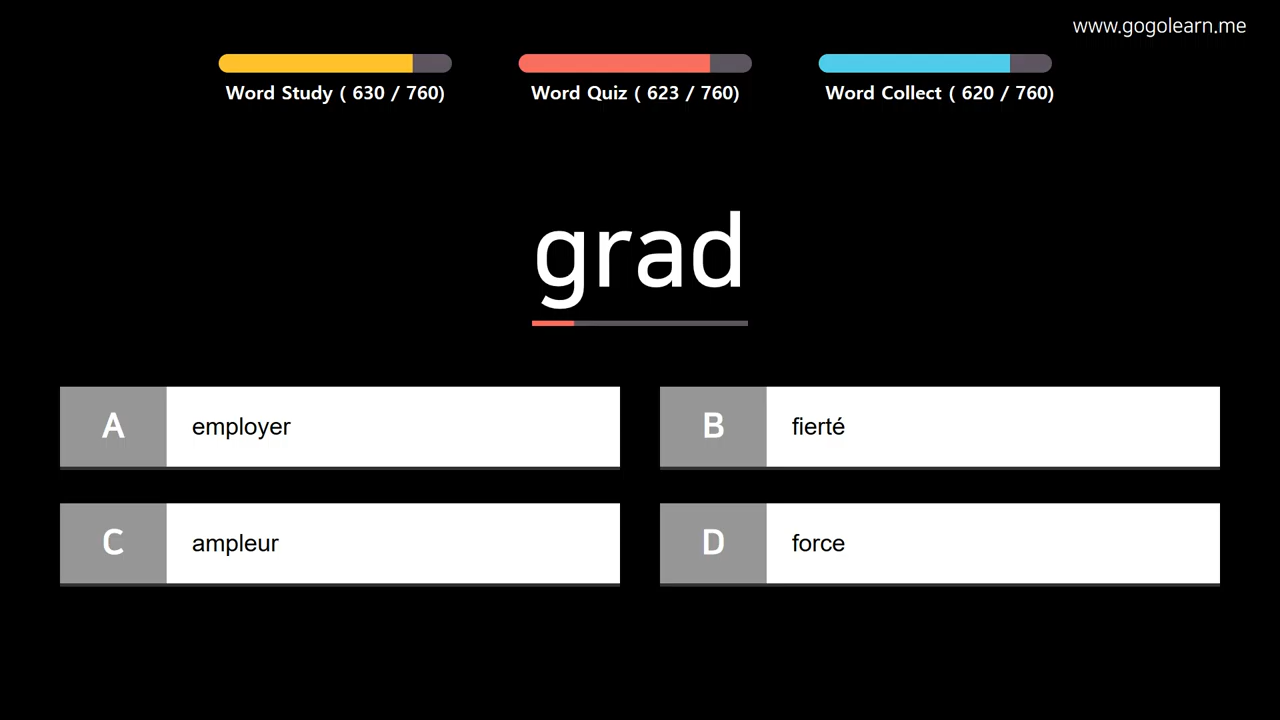 www.gogolearn.me
Word Study ( 630 / 760)
Word Quiz ( 623 / 760)
Word Collect ( 620 / 760)
grad
A employer
B fierté
C ampleur
D force